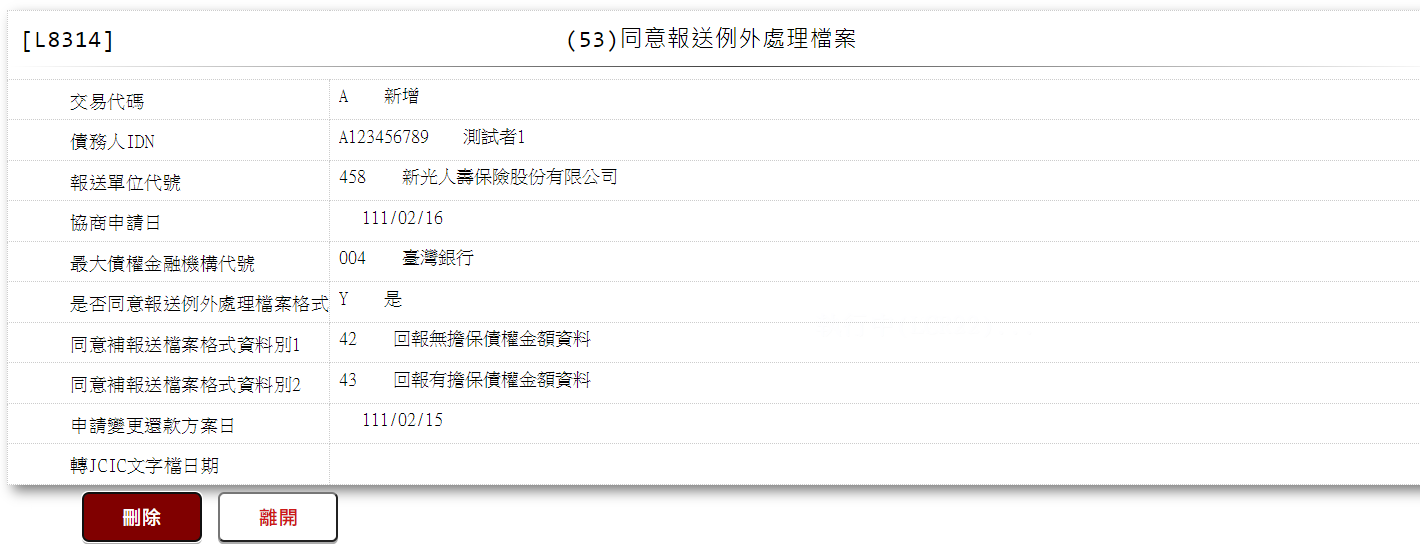 [L8314] (53)同意報送例外處理檔案
交易代碼 A 新增
債務人IDN A123456789 測試者1
報送單位代號 458 新光人壽保險股份有限公司
協商申請日 111/02/16
最大債權金融機構代號 004 臺灣銀行
是否同意報送例外處理檔案格式 Y 是
同意補報送檔案格式資料別1 42 回報無擔保債權金額資料
同意補報送檔案格式資料別2 43 回報有擔保債權金額資料
申請變更還款方案日 111/02/15
轉JCIC文字檔日期
刪除 離開